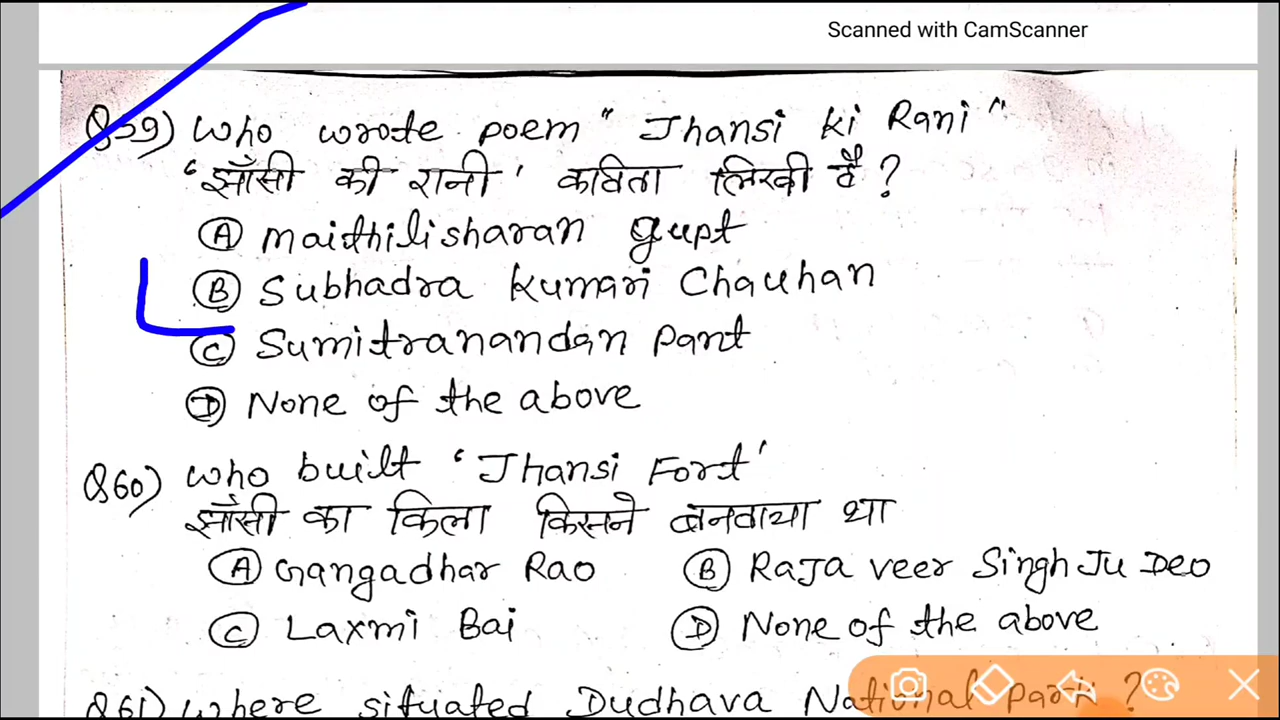 Scanned with CamScanner
Q59) Who wrote poem "Jhansi ki Rani"
'झाँसी की रानी' कविता लिखी है?
(A) Maithilisharan gupt
(B) Subhadra Kumari Chauhan
(C) Sumitranandan Pant
(D) None of the above
Q60) Who built 'Jhansi Fort'
झाँसी का किला किसने बनवाया था
(A) Gangadhar Rao (B) Raja veer Singh Ju Deo
(C) Laxmi Bai (D) None of the above
Q61) Where situated Dudhava National Park ?